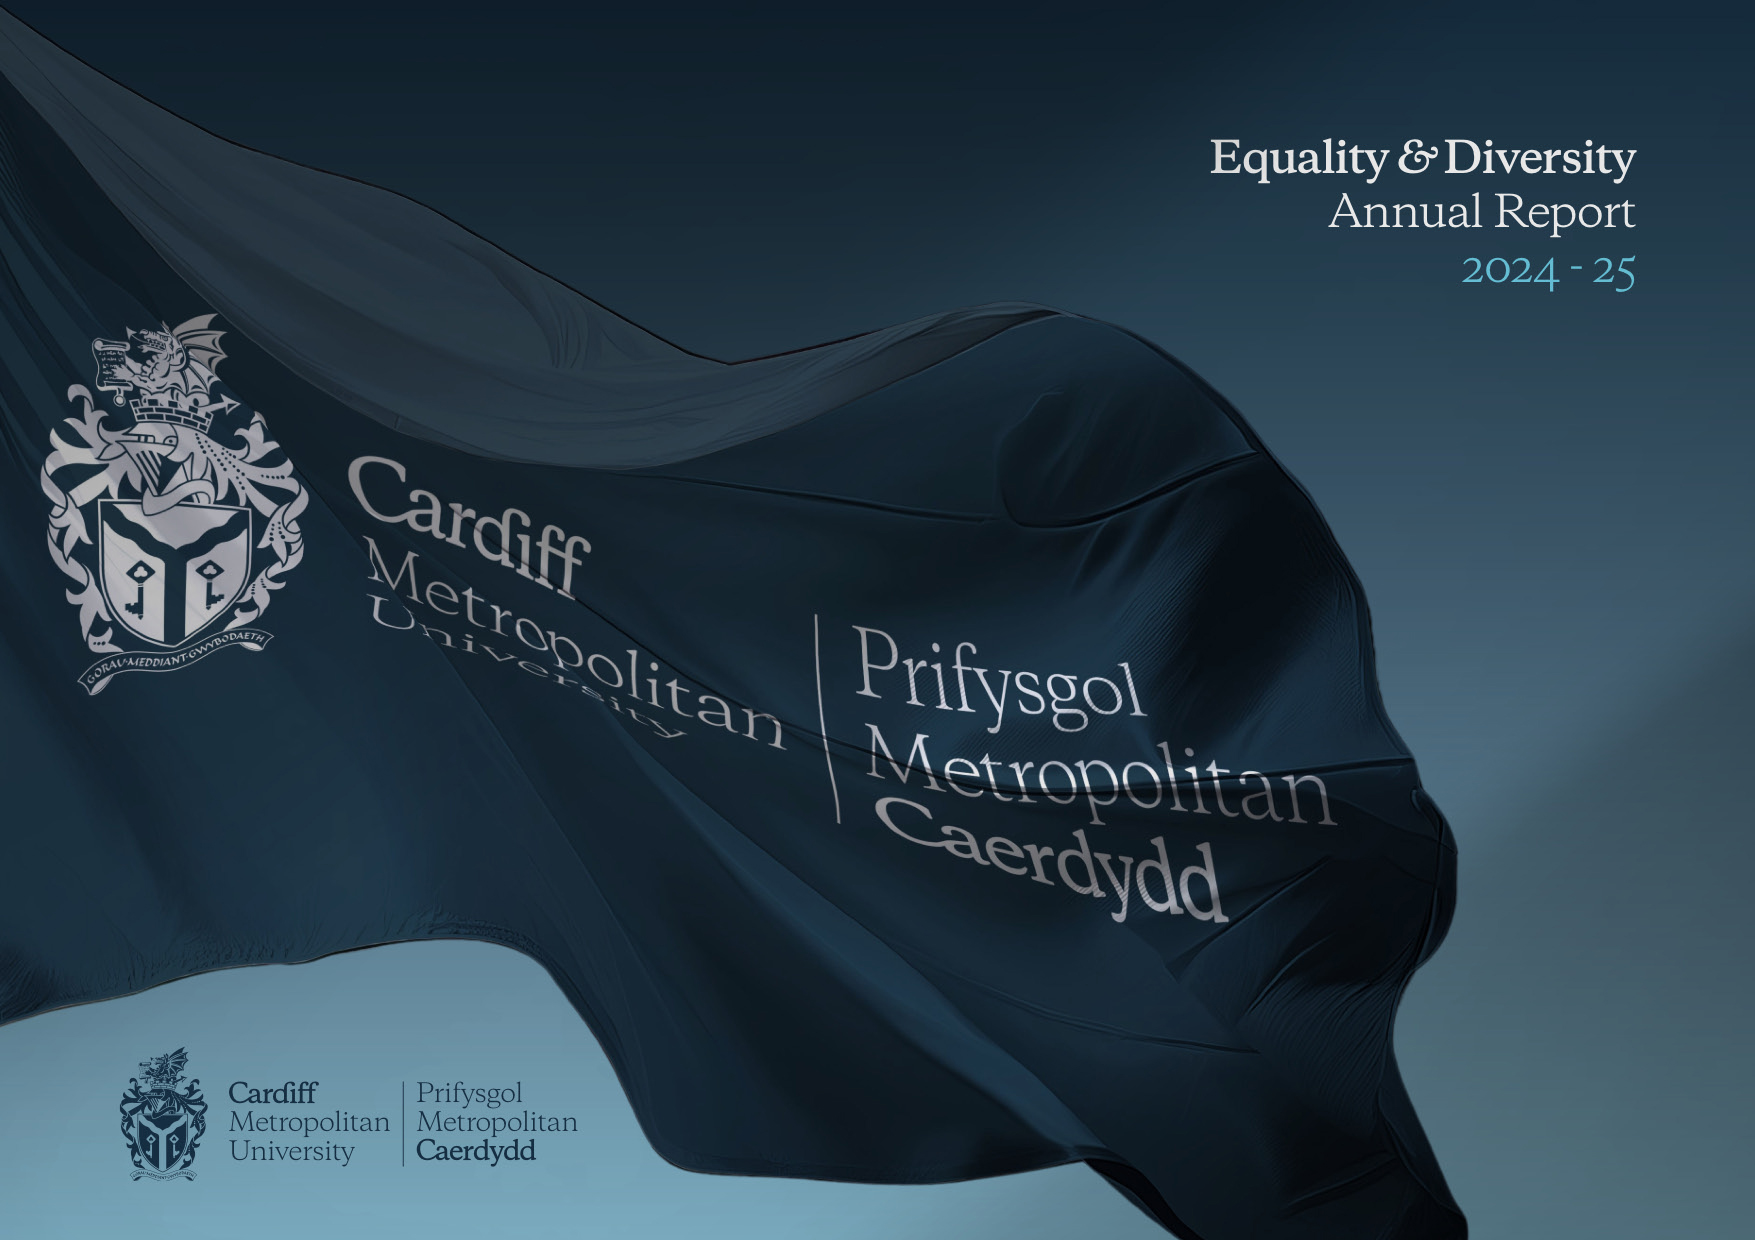 Equality & Diversity
Annual Report
2024 - 25
Cardiff
Metropolitan
University
Prifysgol
Metropolitan
Caerdydd
GORAU·MEDDIANT·GWYBODAETH
Cardiff
Metropolitan
University
Prifysgol
Metropolitan
Caerdydd